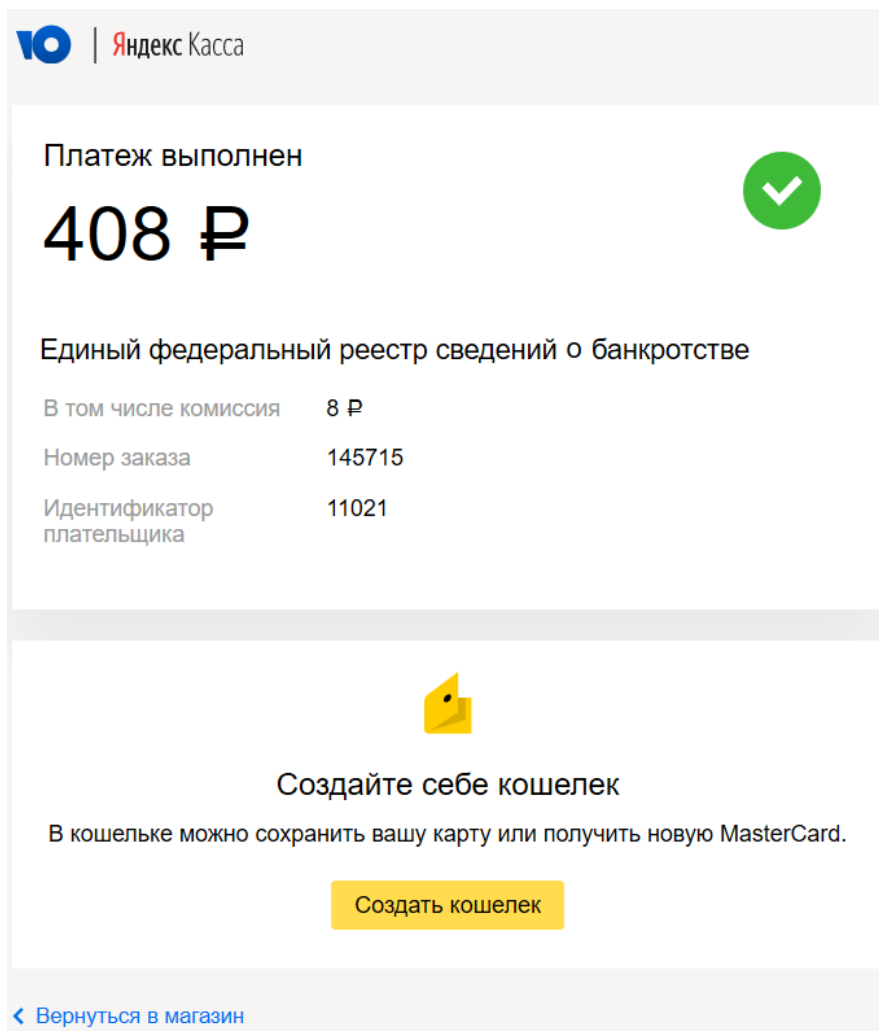 Ю | Яндекс Касса
Платеж выполнен
408 ₽
Единый федеральный реестр сведений о банкротстве
В том числе комиссия 8 ₽
Номер заказа 145715
Идентификатор 11021
плательщика
Создайте себе кошелек
В кошельке можно сохранить вашу карту или получить новую MasterCard.
Создать кошелек
Вернуться в магазин